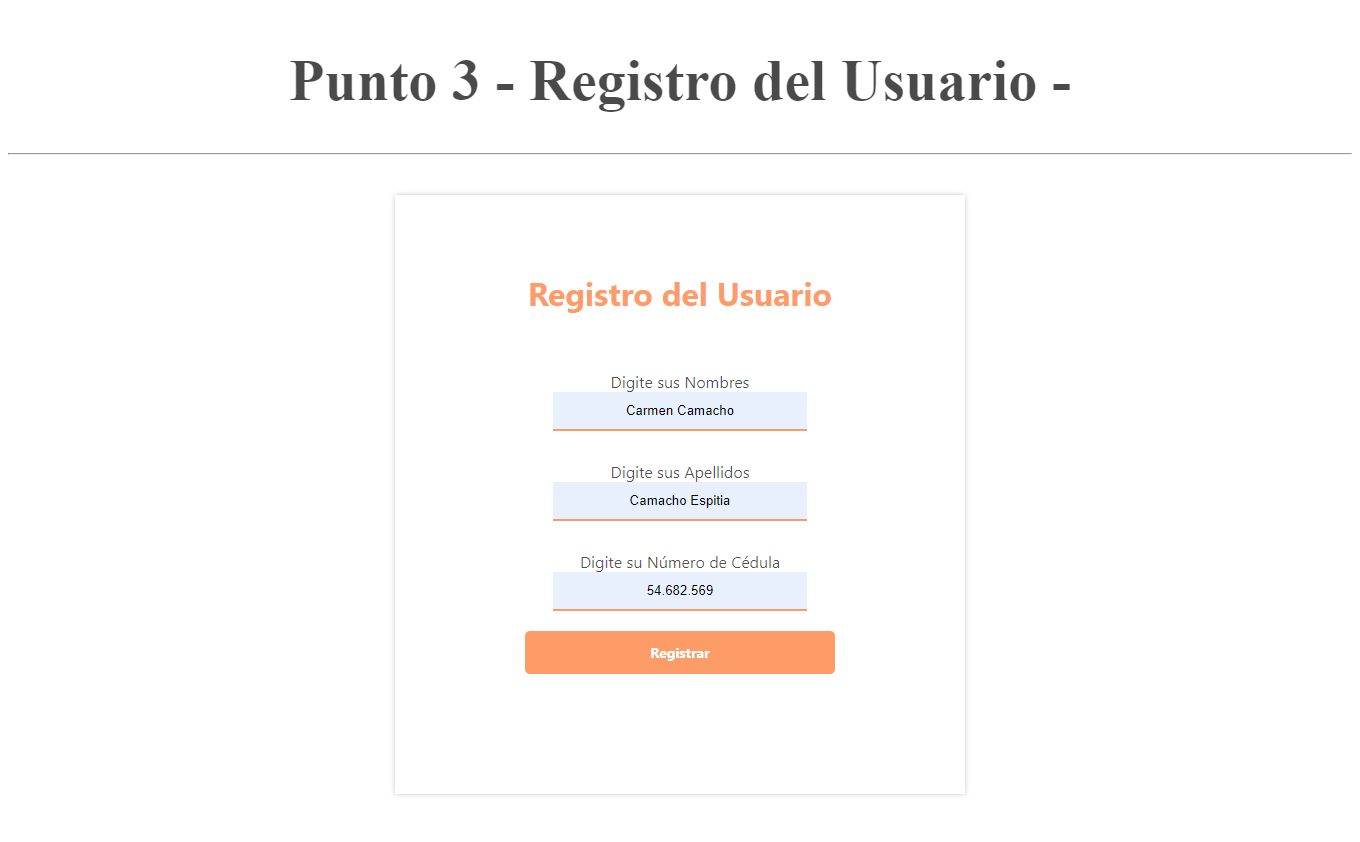 Punto 3 - Registro del Usuario -
Registro del Usuario
Digite sus Nombres
Carmen Camacho
Digite sus Apellidos
Camacho Espitia
Digite su Número de Cédula
54.682.569
Registrar